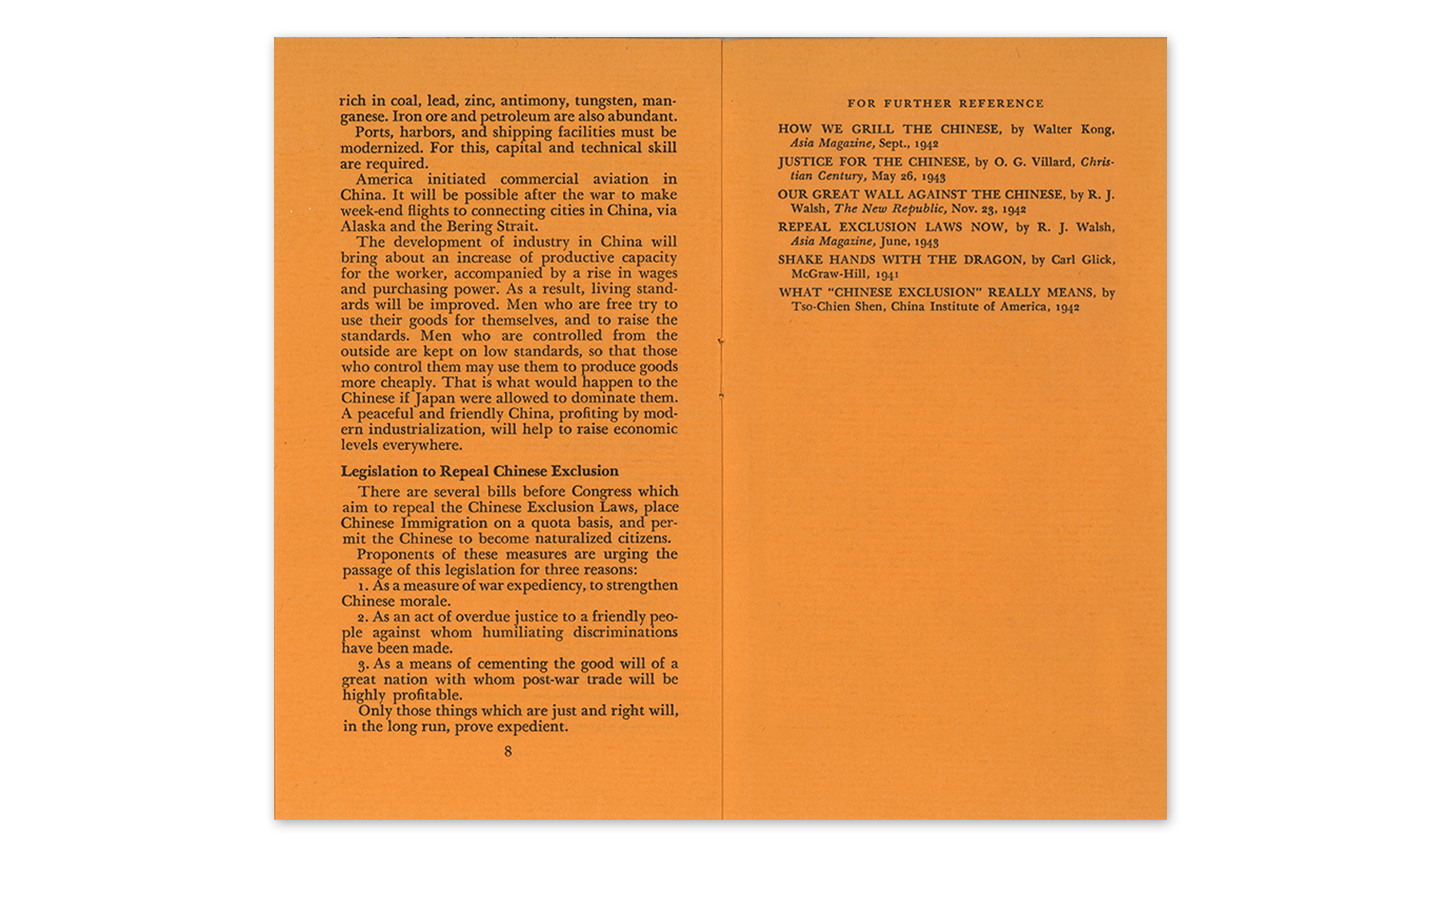 rich in coal, lead, zinc, antimony, tungsten, man-
ganese. Iron ore and petroleum are also abundant.
Ports, harbors, and shipping facilities must be
modernized. For this, capital and technical skill
are required.
America initiated commercial aviation in
China. It will be possible after the war to make
week-end flights to connecting cities in China, via
Alaska and the Bering Strait.
The development of industry in China will
bring about an increase of productive capacity
for the worker, accompanied by a rise in wages
and purchasing power. As a result, living stand-
ards will be improved. Men who are free try to
use their goods for themselves, and to raise the
standards. Men who are controlled from the
outside are kept on low standards, so that those
who control them may use them to produce goods
more cheaply. That is what would happen to the
Chinese if Japan were allowed to dominate them.
A peaceful and friendly China, profiting by mod-
ern industrialization, will help to raise economic
levels everywhere.
Legislation to Repeal Chinese Exclusion
There are several bills before Congress which
aim to repeal the Chinese Exclusion Laws, place
Chinese Immigration on a quota basis, and per-
mit the Chinese to become naturalized citizens.
Proponents of these measures are urging the
passage of this legislation for three reasons:
1. As a measure of war expediency, to strengthen
Chinese morale.
2. As an act of overdue justice to a friendly peo-
ple against whom humiliating discriminations
have been made.
3. As a means of cementing the good will of a
great nation with whom post-war trade will be
highly profitable.
Only those things which are just and right will,
in the long run, prove expedient.
8
FOR FURTHER REFERENCE
HOW WE GRILL THE CHINESE, by Walter Kong,
Asia Magazine, Sept., 1942
JUSTICE FOR THE CHINESE, by O. G. Villard, Chris-
tian Century, May 26, 1943
OUR GREAT WALL AGAINST THE CHINESE, by R. J.
Walsh, The New Republic, Nov. 23, 1942
REPEAL EXCLUSION LAWS NOW, by R. J. Walsh,
Asia Magazine, June, 1943
SHAKE HANDS WITH THE DRAGON, by Carl Glick,
McGraw-Hill, 1941
WHAT "CHINESE EXCLUSION" REALLY MEANS, by
Tso-Chien Shen, China Institute of America, 1942